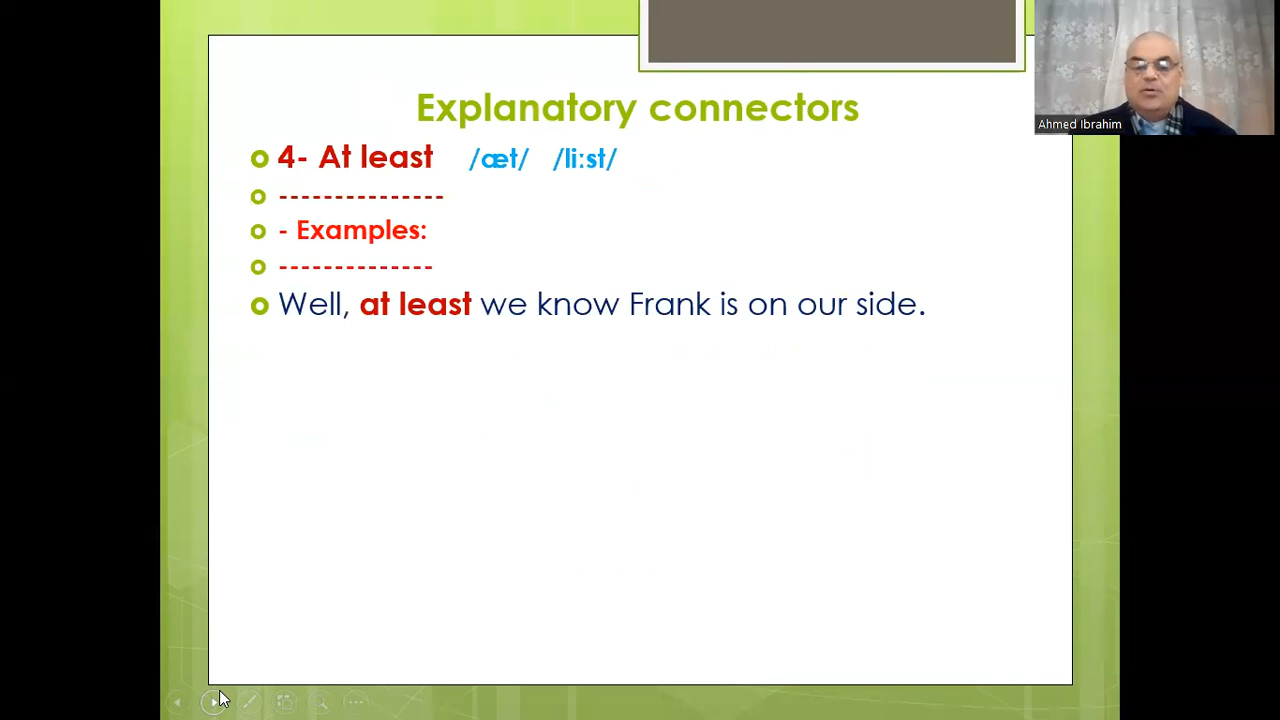 Explanatory connectors
4- At least /æt/ /li:st/
---------------
- Examples:
--------------
Well, at least we know Frank is on our side.
Ahmed Ibrahim